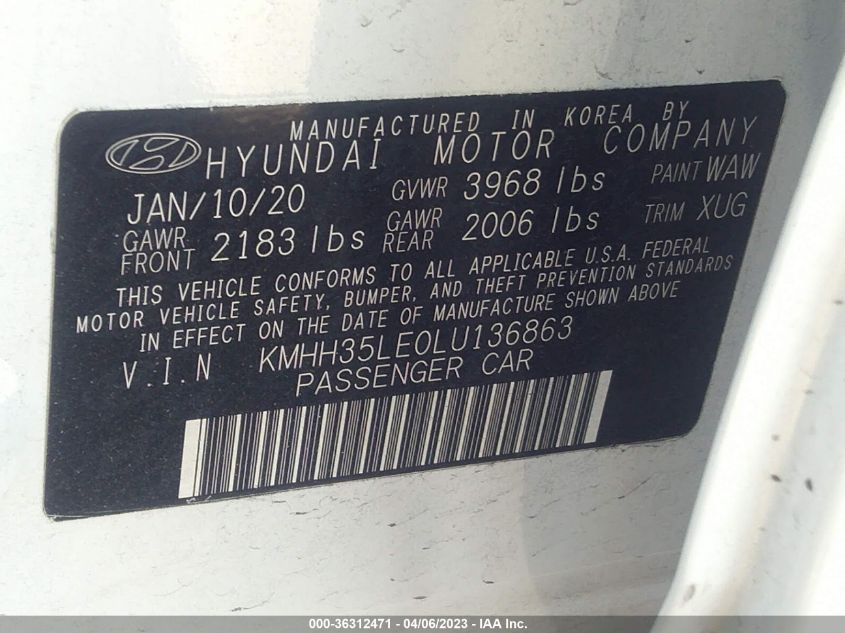 MANUFACTURED IN KOREA BY
HYUNDAI MOTOR COMPANY
JAN/10/20 GVWR 3968 lbs PAINT WAW
GAWR FRONT 2183 lbs GAWR REAR 2006 lbs TRIM XUG
THIS VEHICLE CONFORMS TO ALL APPLICABLE U.S.A. FEDERAL
MOTOR VEHICLE SAFETY, BUMPER, AND THEFT PREVENTION STANDARDS
IN EFFECT ON THE DATE OF MANUFACTURE SHOWN ABOVE
V.I.N KMHH35LE0LU136863
PASSENGER CAR
000-36312471 - 04/06/2023 - IAAI Inc.